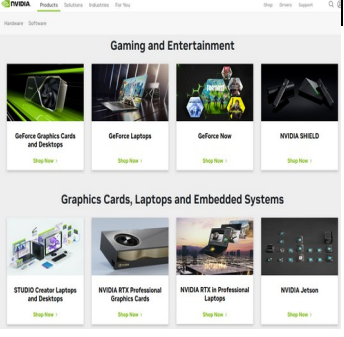 NVIDIA Products Solutions Industries For You Shop Drivers Support
Hardware Software
Gaming and Entertainment
GeForce Graphics Cards
and Desktops
Shop Now >
GeForce Laptops
Shop Now >
GeForce Now
Shop Now >
NVIDIA SHIELD
Shop Now >
Graphics Cards, Laptops and Embedded Systems
STUDIO Creator Laptops
and Desktops
Shop Now >
NVIDIA RTX Professional
Graphics Cards
Shop Now >
NVIDIA RTX in Professional
Laptops
Shop Now >
NVIDIA Jetson
Shop Now >